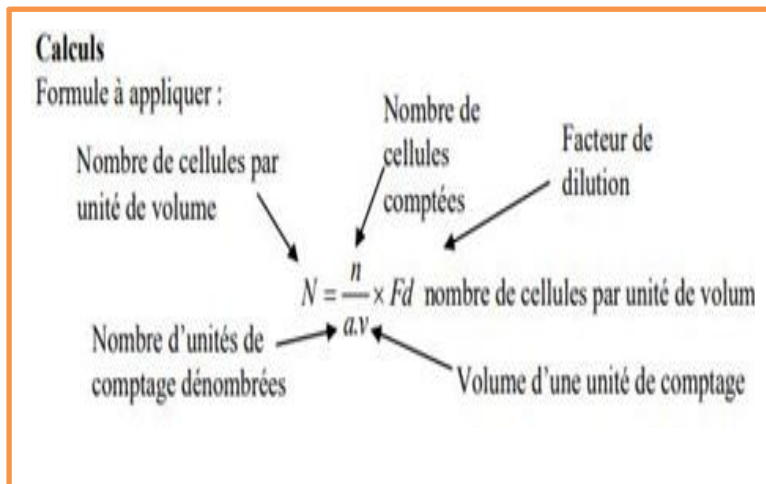 Calculs
Formule à appliquer :
Nombre de cellules par
unité de volume
Nombre de
cellules
comptées
Facteur de
dilution
N = n/a.v × Fd nombre de cellules par unité de volum
Nombre d'unités de
comptage dénombrées
Volume d'une unité de comptage